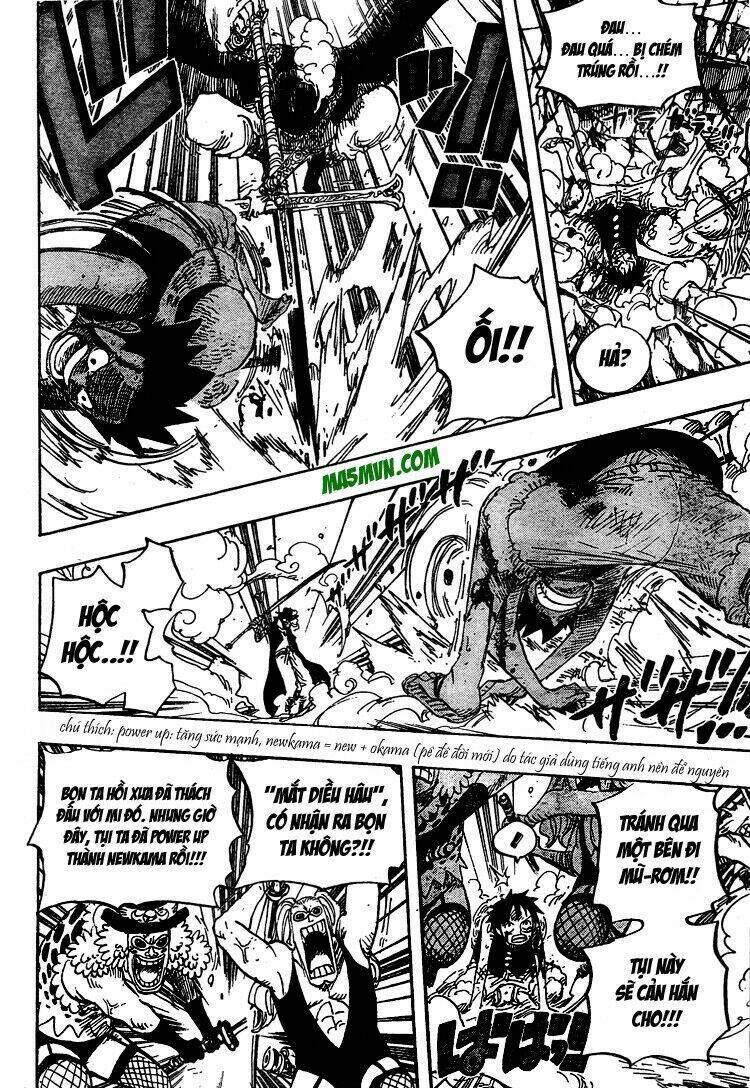 ĐAU...
ĐAU QUÁ... BỊ CHÉM
TRÚNG RỒI...!!
HẢ?
ỐI!!
MASMVN.COM
HỘC
HỘC...!!
chú thích: power up: tăng sức mạnh, newkama = new + okama (pê đê đời mới) do tác giả dùng tiếng anh nên để nguyên
TRÁNH QUA
MỘT BÊN ĐI
MŨ-RƠM!!
TỤI NÀY
SẼ CẢN HẮN
CHO!!!
"MẮT DIỀU HÂU",
CÓ NHẬN RA BỌN
TA KHÔNG?!!
BỌN TA HỒI XƯA ĐÃ THÁCH
ĐẤU VỚI MI ĐÓ. NHƯNG GIỜ
ĐÂY, TỤI TA ĐÃ POWER UP
THÀNH NEWKAMA RỒI!!!